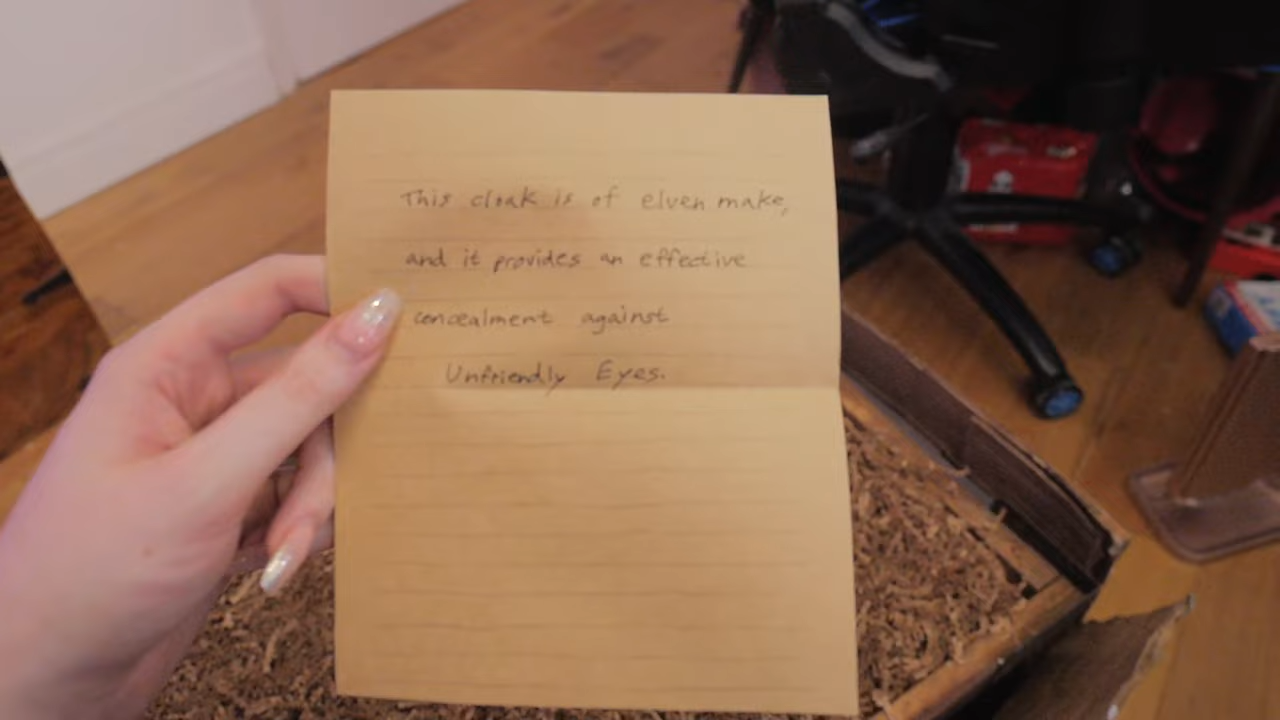 This cloak is of elven make,
and it provides an effective
concealment against
Unfriendly Eyes.